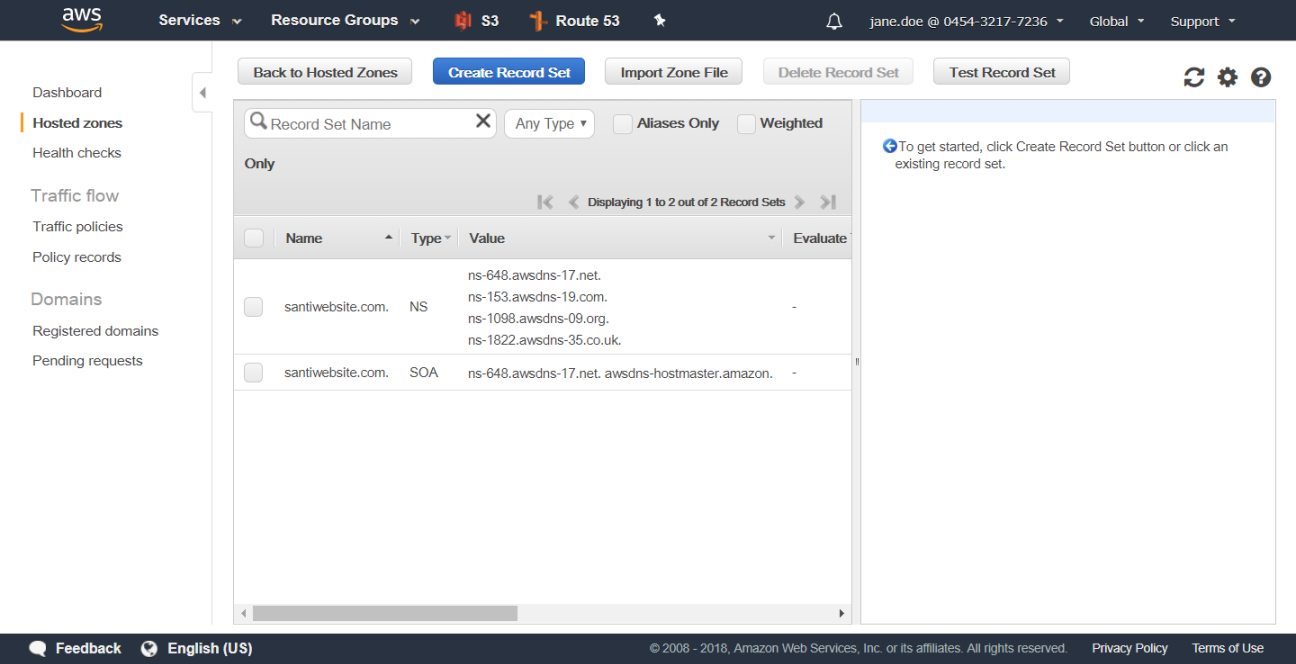 aws Services Resource Groups S3 Route 53 jane.doe @ 0454-3217-7236 Global Support
Dashboard
Hosted zones
Health checks
Traffic flow
Traffic policies
Policy records
Domains
Registered domains
Pending requests
Back to Hosted Zones Create Record Set Import Zone File Delete Record Set Test Record Set
Record Set Name Any Type Aliases Only Weighted
Only
Displaying 1 to 2 out of 2 Record Sets
Name Type Value Evaluate
santiwebsite.com. NS
ns-648.awsdns-17.net.
ns-153.awsdns-19.com.
ns-1098.awsdns-09.org.
ns-1822.awsdns-35.co.uk.
-
santiwebsite.com. SOA ns-648.awsdns-17.net. awsdns-hostmaster.amazon. -
To get started, click Create Record Set button or click an
existing record set.
Feedback English (US) © 2008 - 2018, Amazon Web Services, Inc. or its affiliates. All rights reserved. Privacy Policy Terms of Use